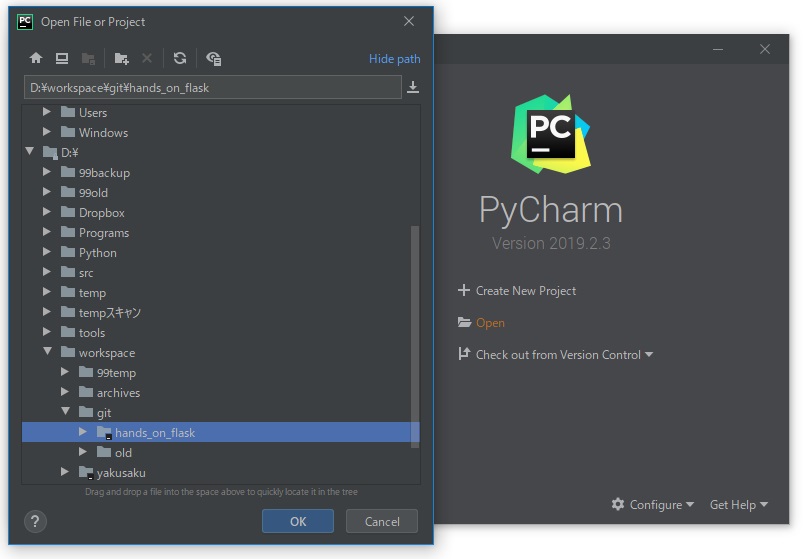 PC Open File or Project
Hide path
D:¥workspace¥git¥hands_on_flask
Users
Windows
D:¥
99backup
99old
Dropbox
Programs
Python
src
temp
tempスキャン
tools
workspace
99temp
archives
git
hands_on_flask
old
yakusaku
Drag and drop a file into the space above to quickly locate it in the tree
?
OK
Cancel
PC
PyCharm
Version 2019.2.3
Create New Project
Open
Check out from Version Control
Configure
Get Help